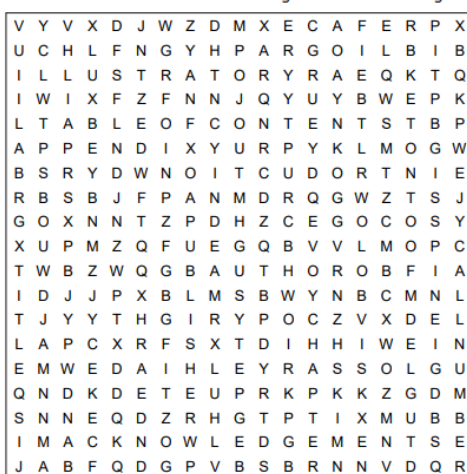 V Y V X D J W Z D M X E C A F E R P X
U C H L F N G Y H P A R G O I L B I B
I L L U S T R A T O R Y R A E Q K T Q
I W I X F Z F N N J Q Y U Y B W E P K
L T A B L E O F C O N T E N T S T B P
A P P E N D I X Y U R P Y K L M O G W
B S R Y D W N O I T C U D O R T N I E
R B S B J F P A N M D R Q G W Z T S J
G O X N N T Z P D H Z C E G O C O S Y
X U P M Z Q F U E G Q B V V L M O P C
T W B Z W Q G B A U T H O R O B F I A
I D J J P X B L M S B W Y N B C M N L
T J Y Y T H G I R Y P O C Z V X D E L
L A P C X R F S X T D I H H I W E I N
E M W E D A I H L E Y R A S S O L G U
Q N D K D E T E U P R K P K K Z G D M
S N N E Q D Z R H G T P T I X M U B B
I M A C K N O W L E D G E M E N T S E
J A B F Q D G P V B S B R N N V D Q R